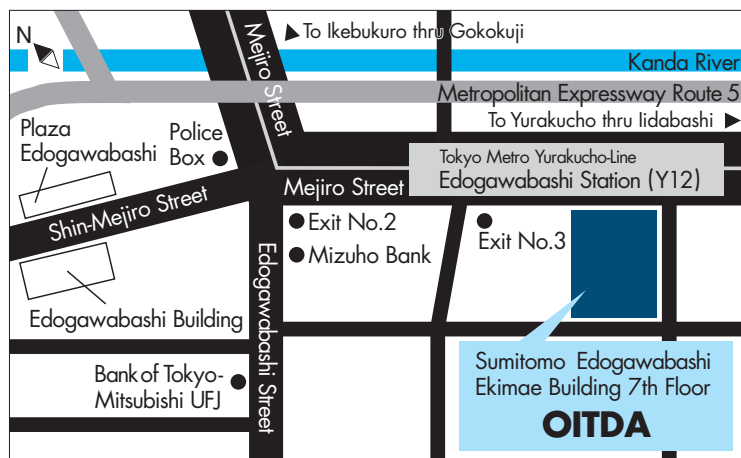 N
To Ikebukuro thru Gokokuji
Mejiro Street
Kanda River
Metropolitan Expressway Route 5
To Yurakucho thru Iidabashi
Plaza
Edogawabashi
Police
Box
Tokyo Metro Yurakucho-Line
Edogawabashi Station (Y12)
Mejiro Street
Shin-Mejiro Street
Exit No.2
Exit No.3
Mizuho Bank
Edogawabashi Street
Edogawabashi Building
Bank of Tokyo-
Mitsubishi UFJ
Sumitomo Edogawabashi
Ekimae Building 7th Floor
OITDA